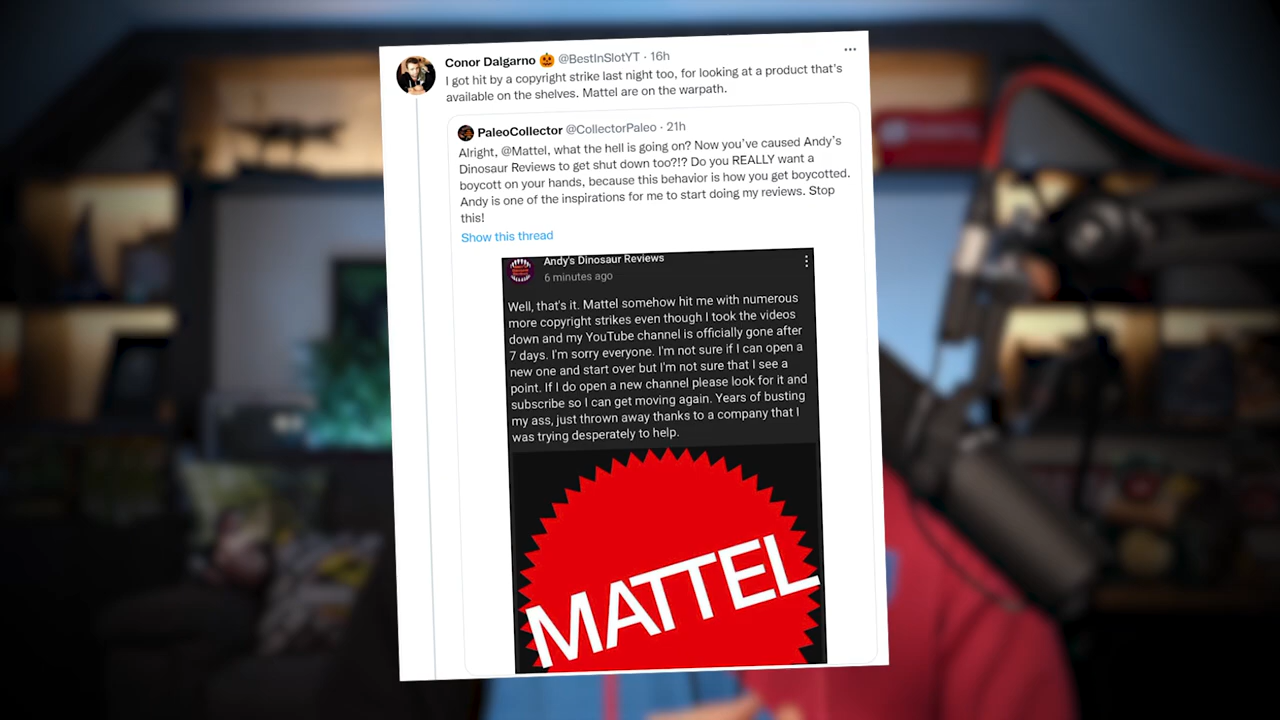 Conor Dalgarno 🎃 @BestInSlotYT · 16h
I got hit by a copyright strike last night too, for looking at a product that's
available on the shelves. Mattel are on the warpath.
PaleoCollector @CollectorPaleo · 21h
Alright, @Mattel, what the hell is going on? Now you've caused Andy's
Dinosaur Reviews to get shut down too?!? Do you REALLY want a
boycott on your hands, because this behavior is how you get boycotted.
Andy is one of the inspirations for me to start doing my reviews. Stop
this!
Show this thread
Andy's Dinosaur Reviews
6 minutes ago
Well, that's it. Mattel somehow hit me with numerous
more copyright strikes even though I took the videos
down and my YouTube channel is officially gone after
7 days. I'm sorry everyone. I'm not sure if I can open a
new one and start over but I'm not sure that I see a
point. If I do open a new channel please look for it and
subscribe so I can get moving again. Years of busting
my ass, just thrown away thanks to a company that I
was trying desperately to help.
MATTEL